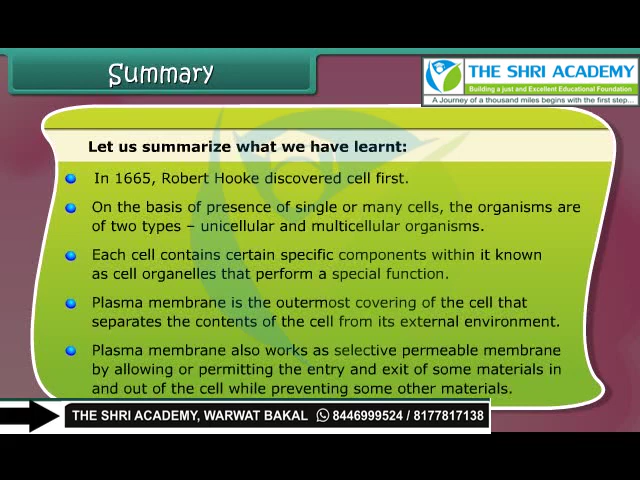 Summary
THE SHRI ACADEMY
Building a just and Excellent Educational Foundation
A Journey of a thousand miles begins with the first step...
Let us summarize what we have learnt:
In 1665, Robert Hooke discovered cell first.
On the basis of presence of single or many cells, the organisms are
of two types – unicellular and multicellular organisms.
Each cell contains certain specific components within it known
as cell organelles that perform a special function.
Plasma membrane is the outermost covering of the cell that
separates the contents of the cell from its external environment.
Plasma membrane also works as selective permeable membrane
by allowing or permitting the entry and exit of some materials in
and out of the cell while preventing some other materials.
THE SHRI ACADEMY, WARWAT BAKAL 8446999524 / 8177817138